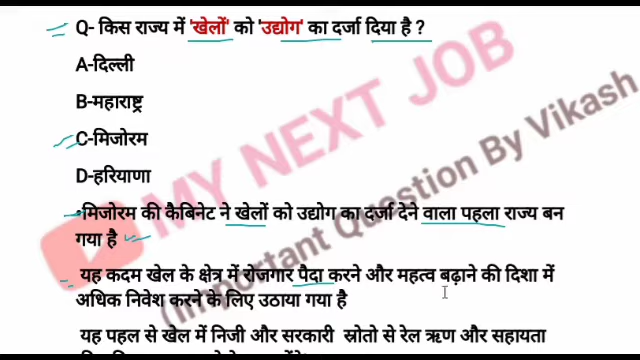 Q- किस राज्य में 'खेलों' को 'उद्योग' का दर्जा दिया है ?
A-दिल्ली
B-महाराष्ट्र
C-मिजोरम
D-हरियाणा
•मिजोरम की कैबिनेट ने खेलों को उद्योग का दर्जा देने वाला पहला राज्य बन
गया है
यह कदम खेल के क्षेत्र में रोजगार पैदा करने और महत्व बढ़ाने की दिशा में
अधिक निवेश करने के लिए उठाया गया है
यह पहल से खेल में निजी और सरकारी स्रोतो से रेल ऋण और सहायता
MY NEXT JOB
(Important Question By Vikash